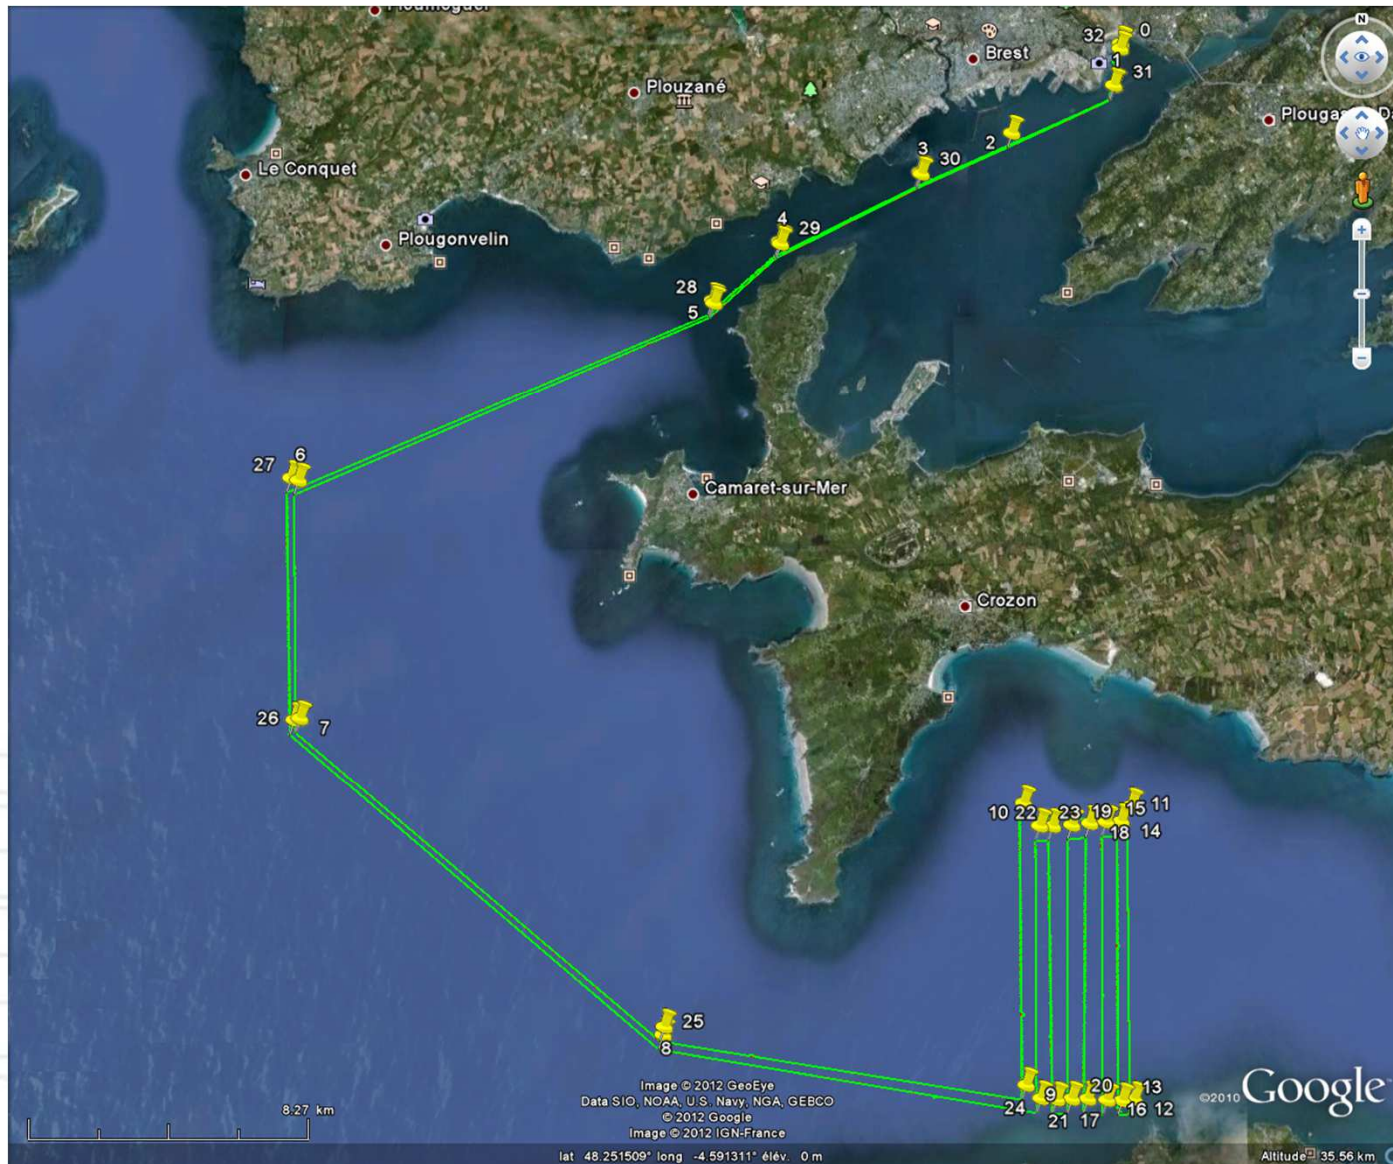 Ploumoguer
32
0
Brest
1
31
Plouzané
2
3
30
Le Conquet
4
29
Plougonvelin
28
5
27
6
Camaret-sur-Mer
Crozon
26
7
10
22
23
19
15
11
18
14
25
8
24
9
21
17
20
16
13
12
Image © 2012 GeoEye
Data SIO, NOAA, U.S. Navy, NGA, GEBCO
© 2012 Google
Image © 2012 IGN-France
©2010 Google
8.27 km
N
lat 48.251509° long -4.591311° élév. 0 m
Altitude 35.56 km